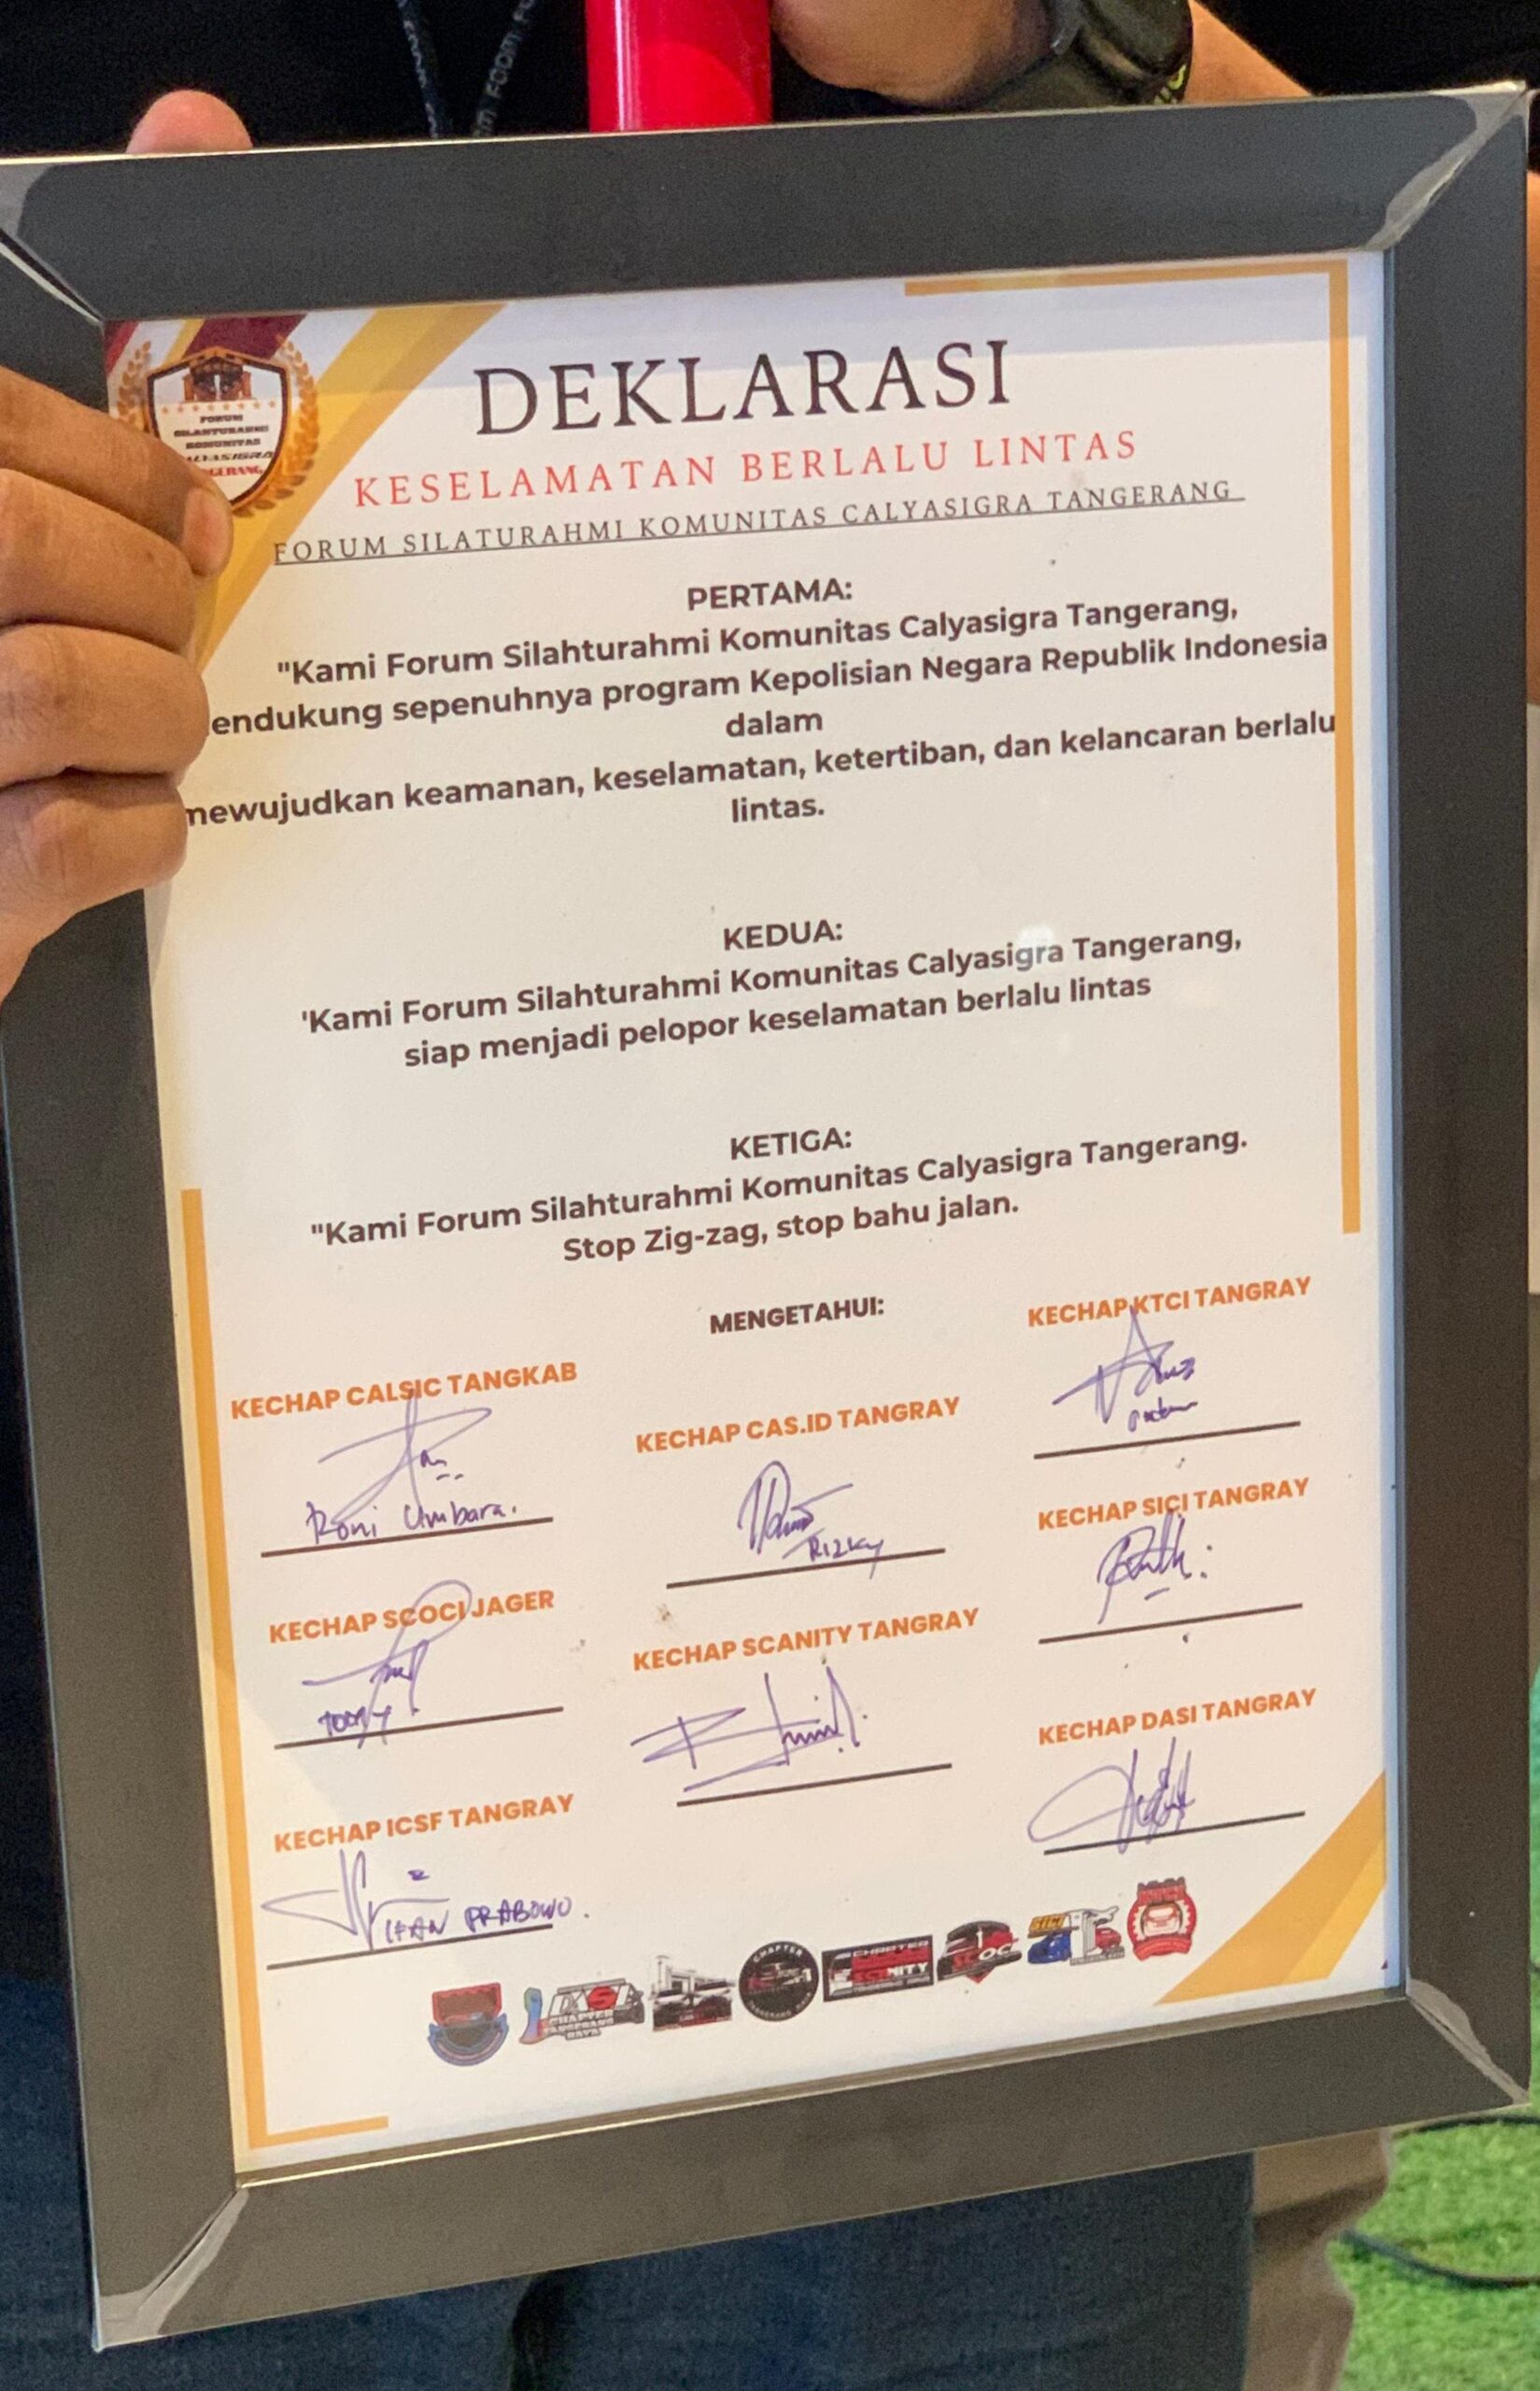 FORUM
SILAHTURAHMI
KOMUNITAS
DEKLARASI
KESELAMATAN BERLALU LINTAS
FORUM SILATURAHMI KOMUNITAS CALYASIGRA TANGERANG
PERTAMA:
"Kami Forum Silahturahmi Komunitas Calyasigra Tangerang,
endukung sepenuhnya program Kepolisian Negara Republik Indonesia
dalam
mewujudkan keamanan, keselamatan, ketertiban, dan kelancaran berlalu
lintas.
KEDUA:
'Kami Forum Silahturahmi Komunitas Calyasigra Tangerang,
siap menjadi pelopor keselamatan berlalu lintas
KETIGA:
"Kami Forum Silahturahmi Komunitas Calyasigra Tangerang.
Stop Zig-zag, stop bahu jalan.
MENGETAHUI:
KECHAP CALSIC TANGKAB
Roni Umbara.
KECHAP CAS.ID TANGRAY
RIZKY
KECHAP KTCI TANGRAY
KECHAP SICI TANGRAY
KECHAP SCOCI JAGER
KECHAP SCANITY TANGRAY
KECHAP DASI TANGRAY
KECHAP ICSF TANGRAY
PRABOWO.
CHAPTER